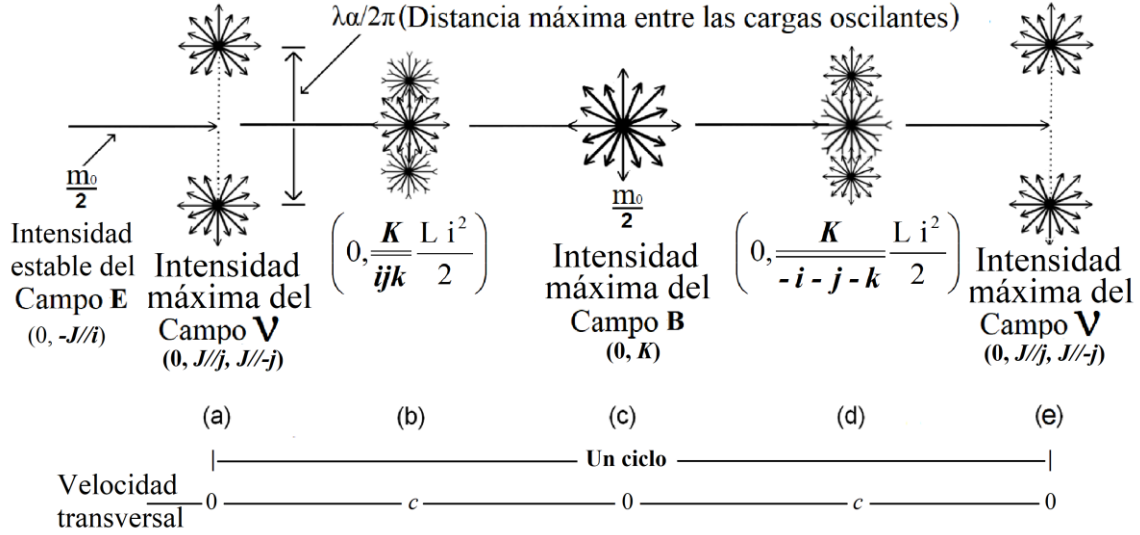 λα/2π(Distancia máxima entre las cargas oscilantes)
m₀
2
Intensidad
estable del
Campo E
(0, -J//i)
Intensidad
máxima del
Campo ν
(0, J//j, J//-j)
(0, K/ijk L i²/2)
m₀
2
Intensidad
máxima del
Campo B
(0, K)
(0, K/-i - j - k L i²/2)
Intensidad
máxima del
Campo ν
(0, J//j, J//-j)
(a) (b) (c) (d) (e)
Un ciclo
Velocidad
transversal
0 c 0 c 0